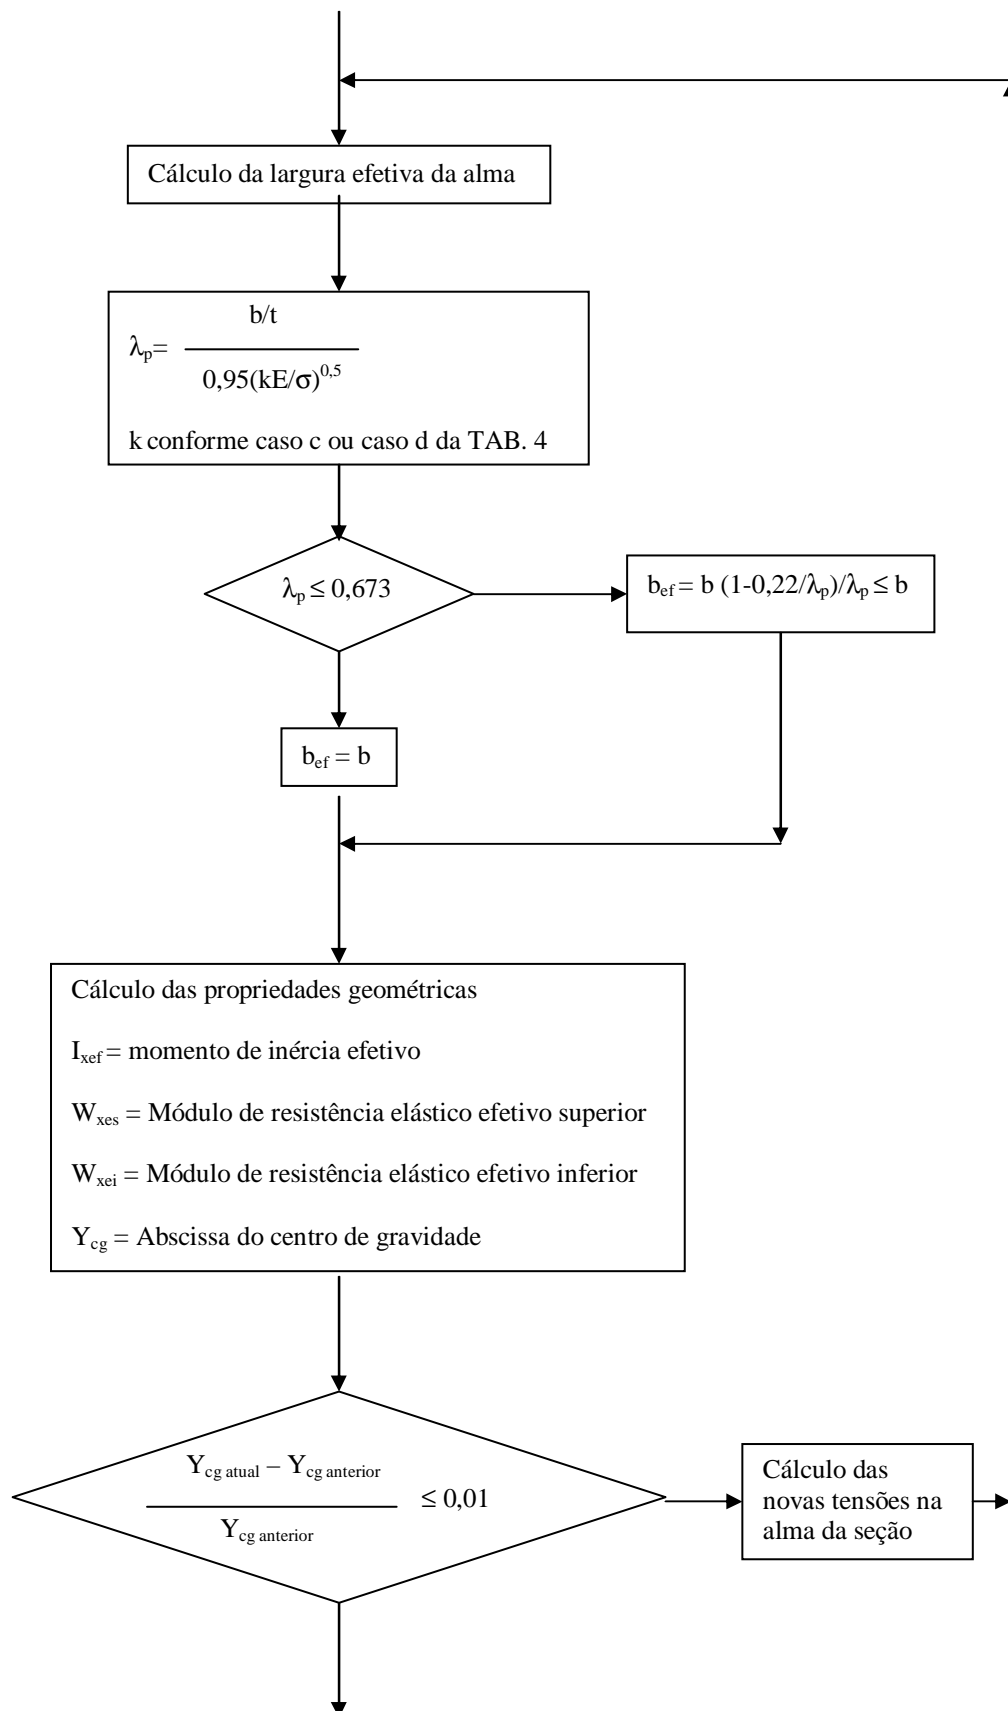 Cálculo da largura efetiva da alma
b/t
λp=
0,95(kE/σ)^0,5
k conforme caso c ou caso d da TAB. 4
λp ≤ 0,673
bef = b (1-0,22/λp)/λp ≤ b
bef = b
Cálculo das propriedades geométricas
Ixef = momento de inércia efetivo
Wxes = Módulo de resistência elástico efetivo superior
Wxei = Módulo de resistência elástico efetivo inferior
Ycg = Abscissa do centro de gravidade
Ycg atual – Ycg anterior
≤ 0,01
Ycg anterior
Cálculo das
novas tensões na
alma da seção